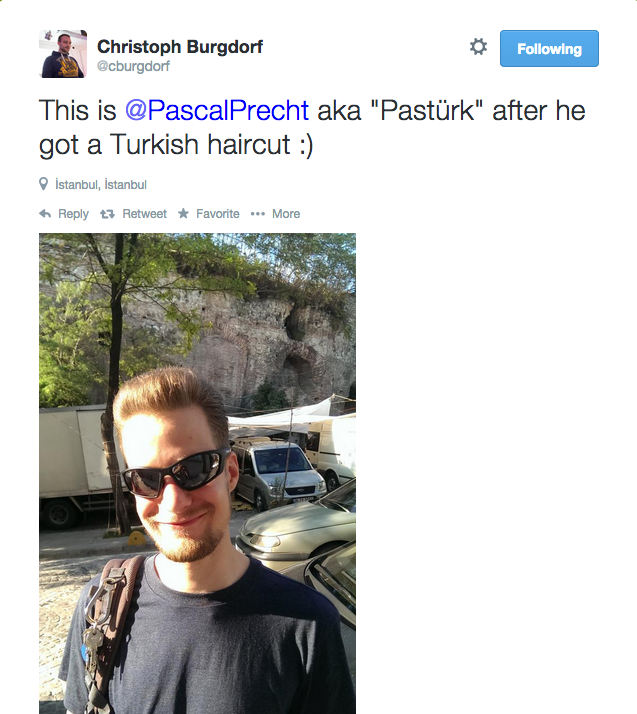 Christoph Burgdorf
@cburgdorf
Following
This is @PascalPrecht aka "Pastürk" after he
got a Turkish haircut :)
İstanbul, İstanbul
Reply Retweet Favorite More